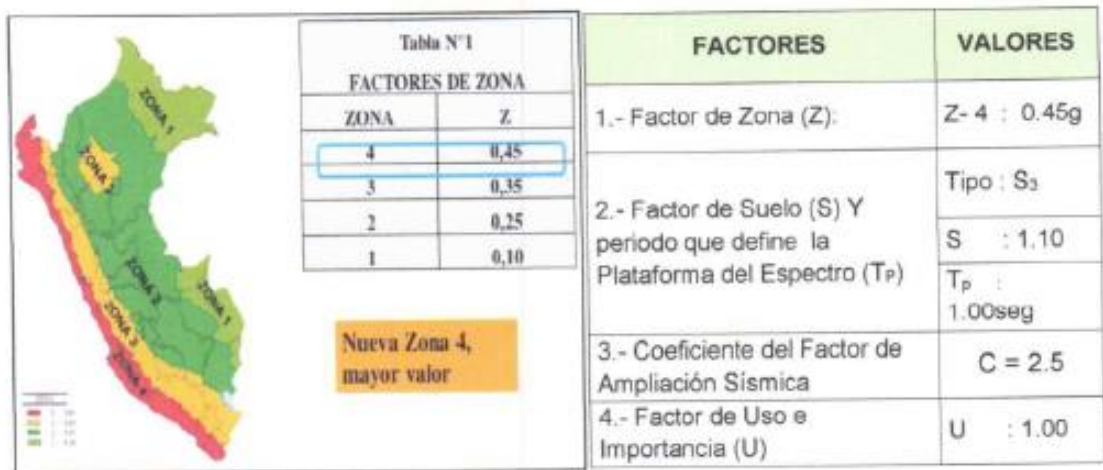 ZONA 1
ZONA 3
ZONA 2
ZONA 1
ZONA 3
ZONA 4
Tabla N°1
FACTORES DE ZONA
ZONA Z
4 0,45
3 0,35
2 0,25
1 0,10
Nueva Zona 4,
mayor valor
FACTORES VALORES
1.- Factor de Zona (Z): Z- 4 : 0.45g
2.- Factor de Suelo (S) Y
periodo que define la
Plataforma del Espectro (TP)
Tipo : S3
S : 1.10
Tp :
1.00seg
3.- Coeficiente del Factor de
Ampliación Sísmica
C = 2.5
4.- Factor de Uso e
Importancia (U)
U : 1.00